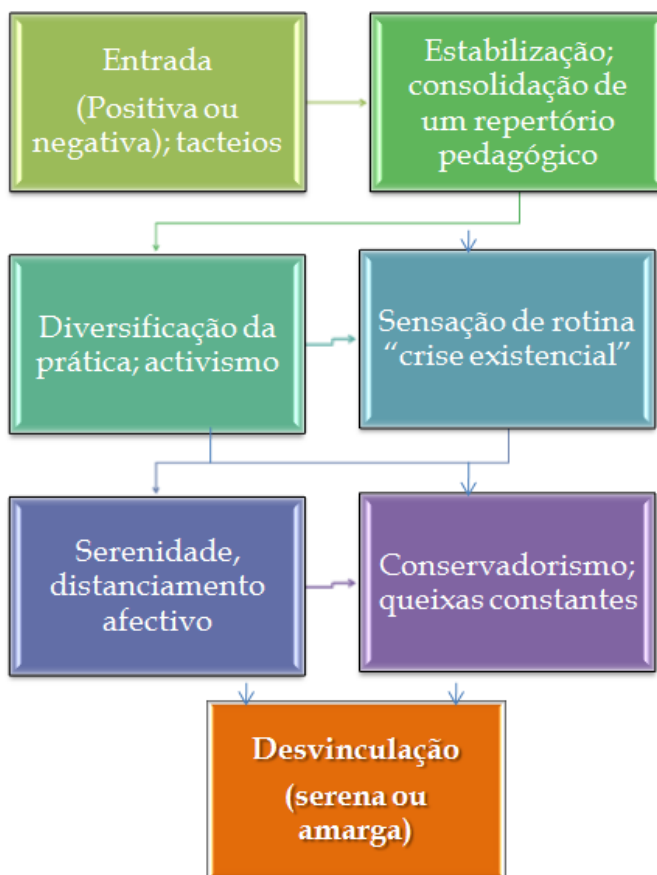 Entrada
(Positiva ou
negativa); tacteios
Estabilização;
consolidação de
um repertório
pedagógico
Diversificação da
prática; activismo
Sensação de rotina
“crise existencial”
Serenidade,
distanciamento
afectivo
Conservadorismo;
queixas constantes
Desvinculação
(serena ou
amarga)